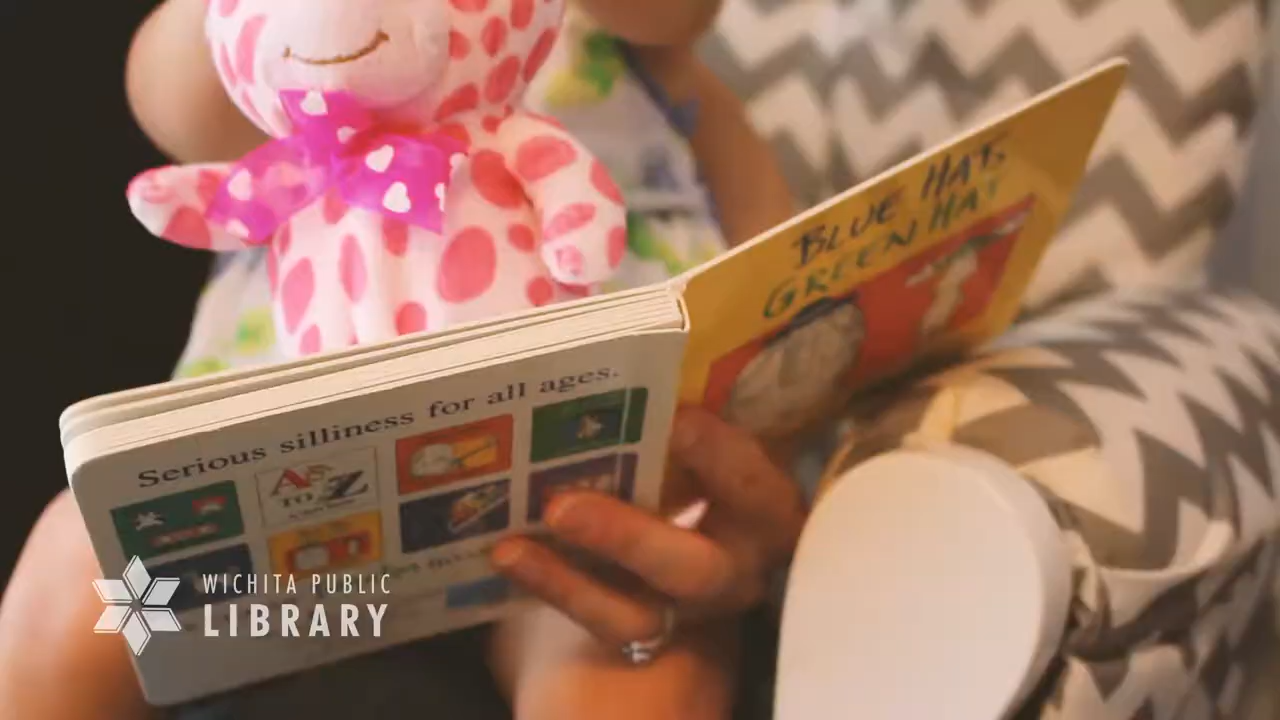 BLUE HAT,
GREEN HAT
Serious silliness for all ages.
A TO Z
WICHITA PUBLIC
LIBRARY